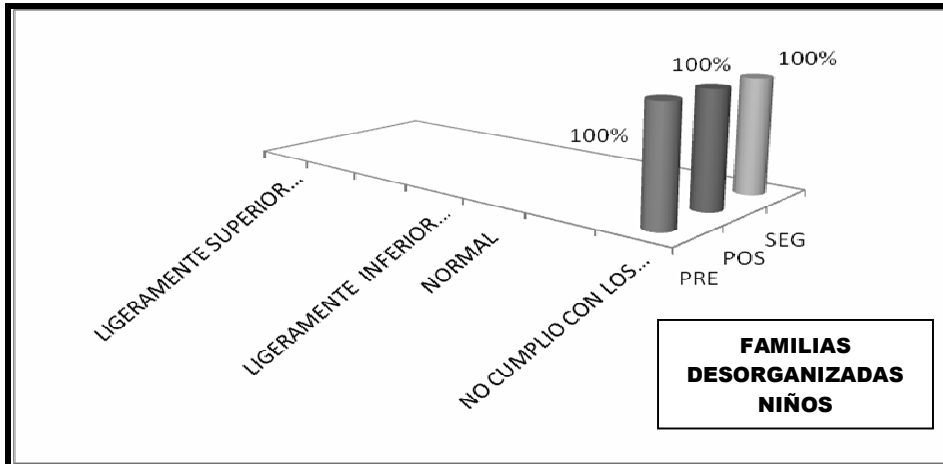 100%
100%
100%
LIGERAMENTE SUPERIOR...
LIGERAMENTE INFERIOR...
NORMAL
NO CUMPLIO CON LOS...
PRE
POS
SEG
FAMILIAS
DESORGANIZADAS
NIÑOS